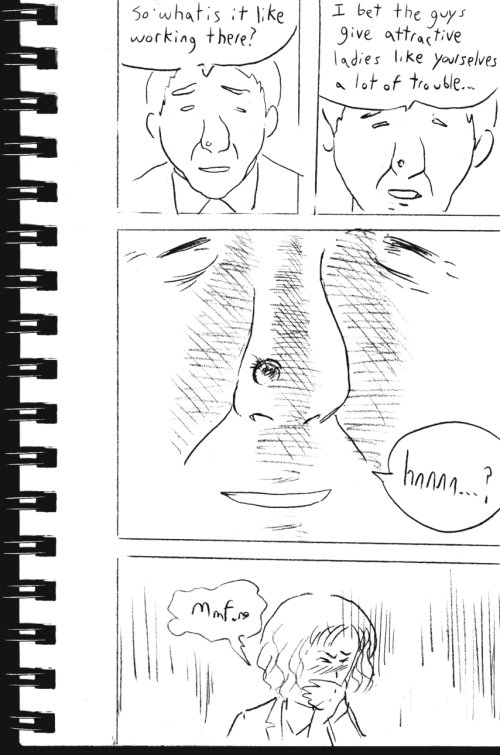 So what is it like
working there?
I bet the guys
give attractive
ladies like yourselves
a lot of trouble...
hnnnn...?
Mmf..